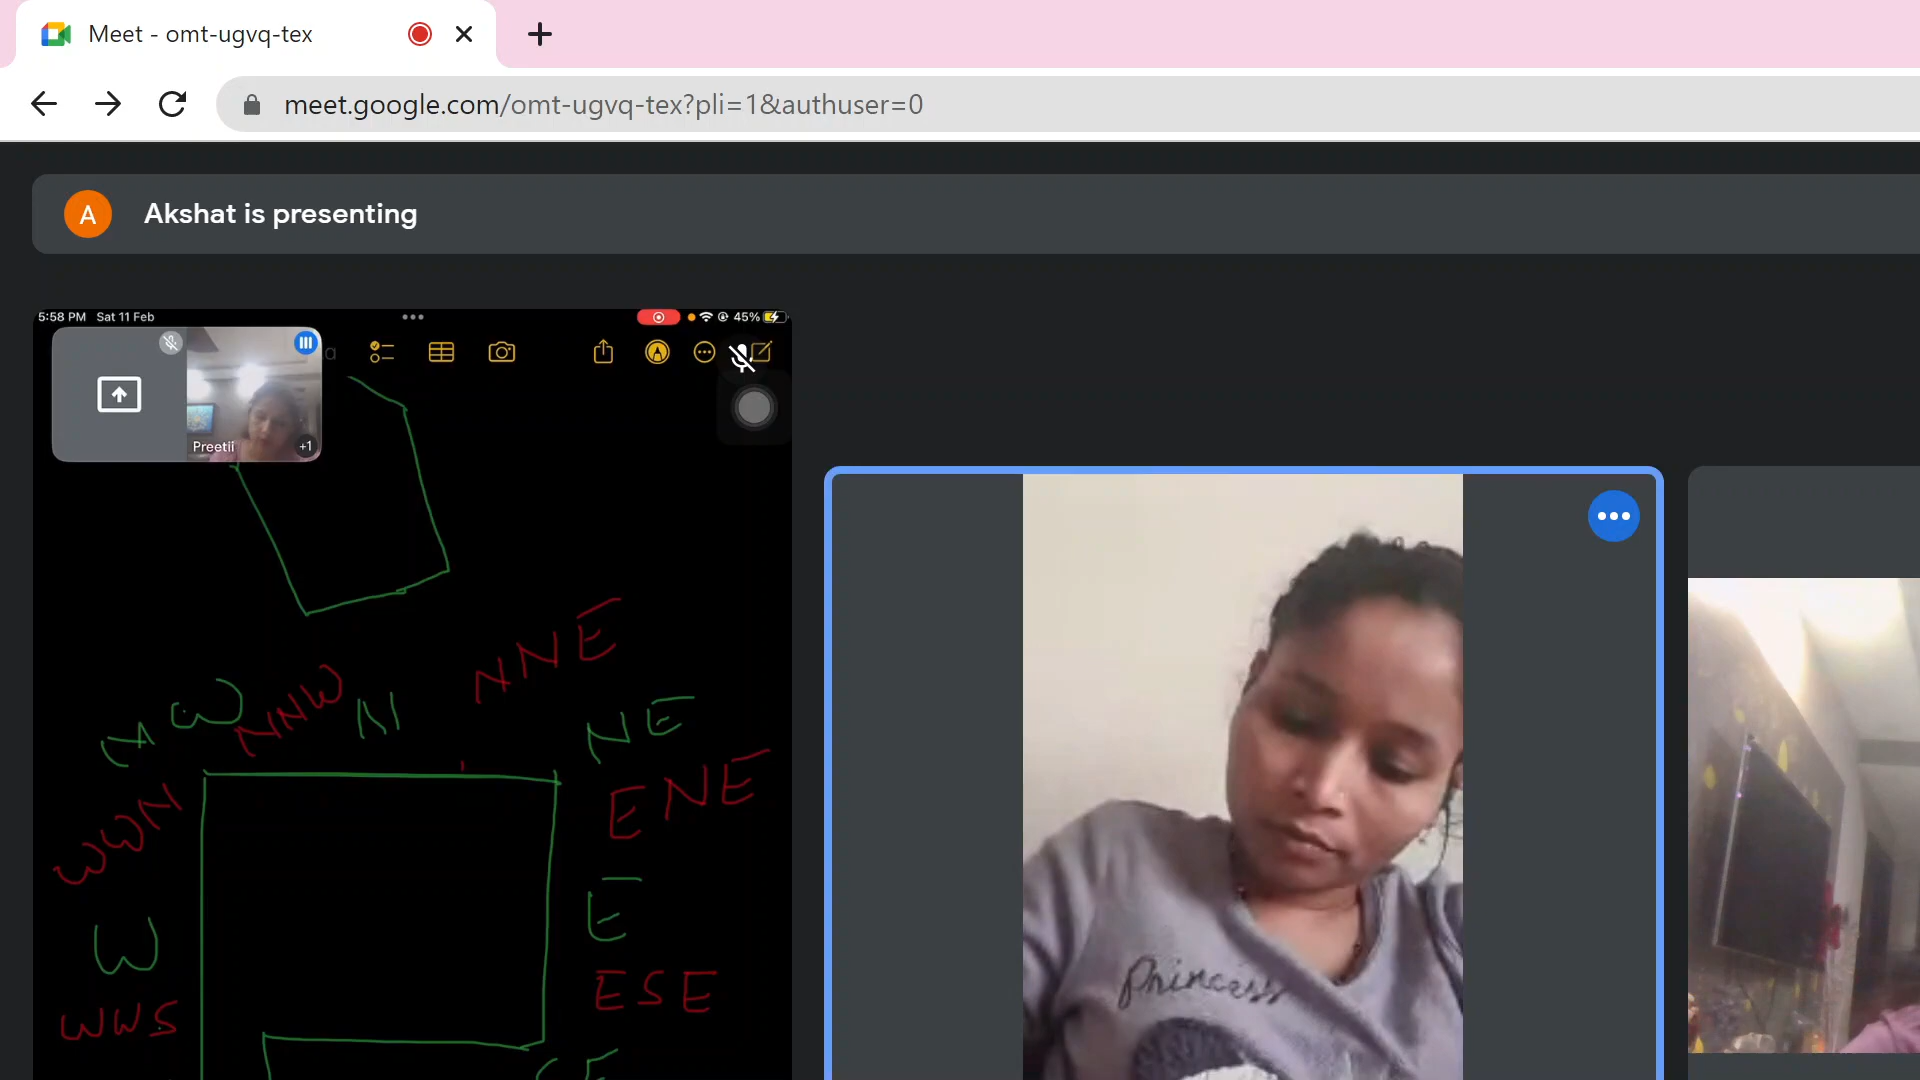 Meet - omt-ugvq-tex
meet.google.com/omt-ugvq-tex?pli=1&authuser=0
A
Akshat is presenting
5:58 PM Sat 11 Feb
45%
a
Preetii
+1
NNE
NW
NNW
N
NE
WWN
ENE
E
W
ESE
WWS
Princess